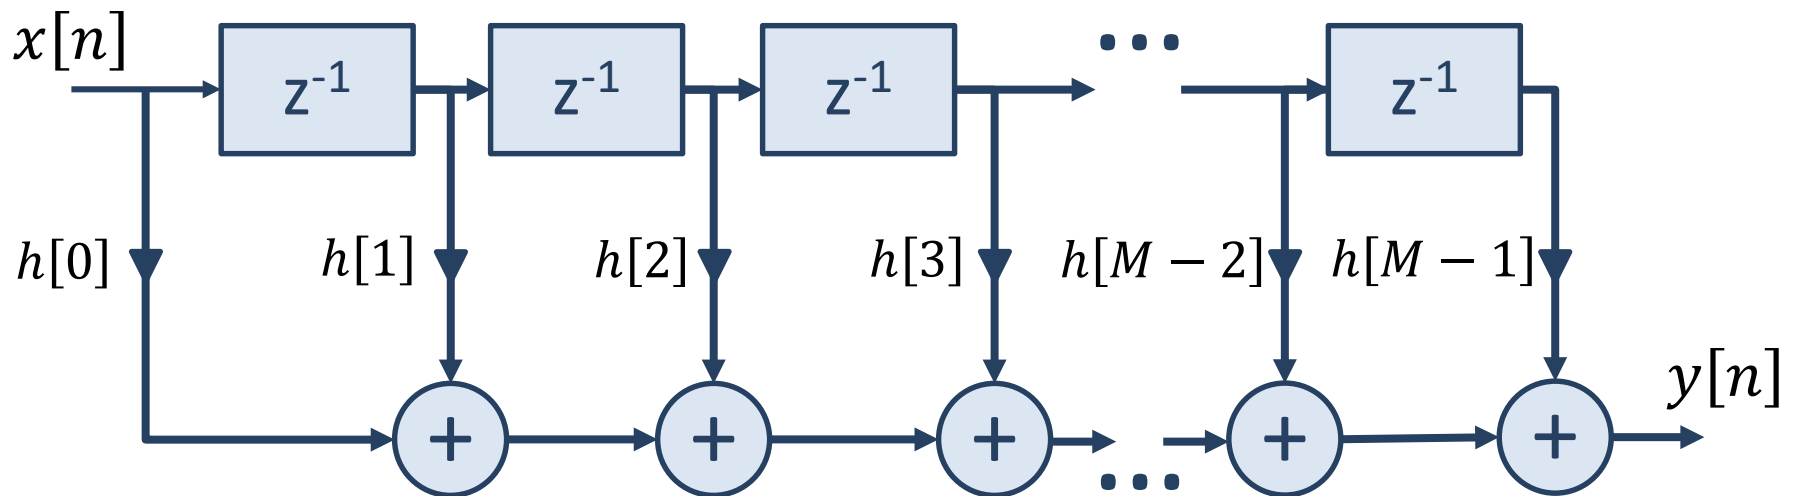 x[n]
z⁻¹ z⁻¹ z⁻¹ ... z⁻¹
h[0] h[1] h[2] h[3] h[M − 2] h[M − 1]
+ + + ... + +
y[n]